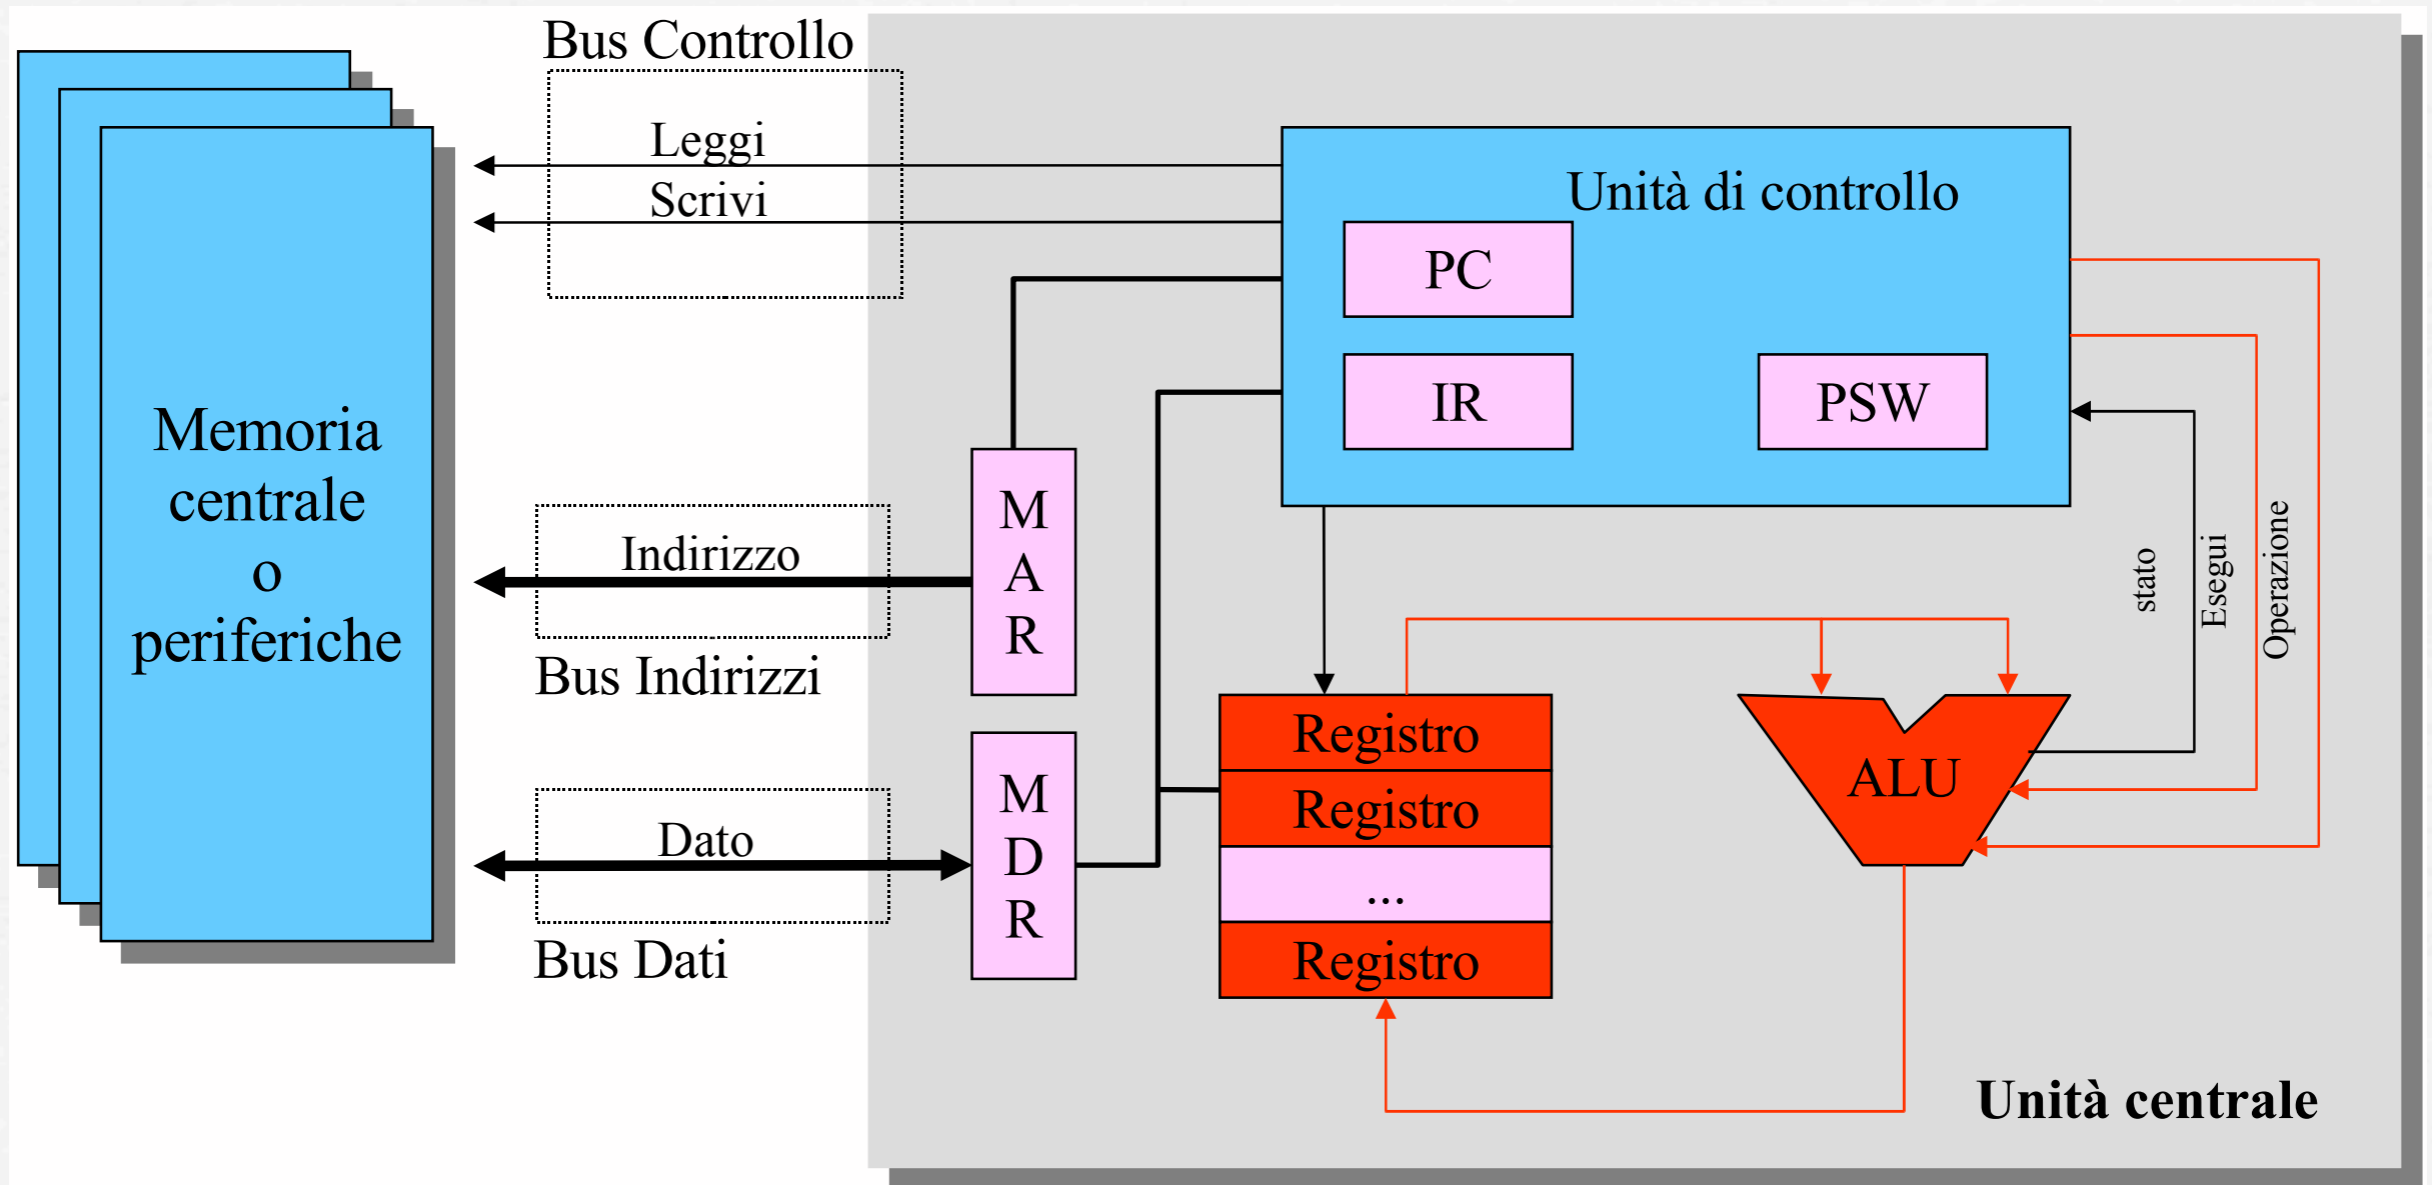 Bus Controllo
Leggi
Scrivi
Unità di controllo
PC
IR
PSW
Memoria
centrale
o
periferiche
Indirizzo
Bus Indirizzi
M
A
R
stato
Esegui
Operazione
Dato
Bus Dati
M
D
R
Registro
Registro
...
Registro
ALU
Unità centrale